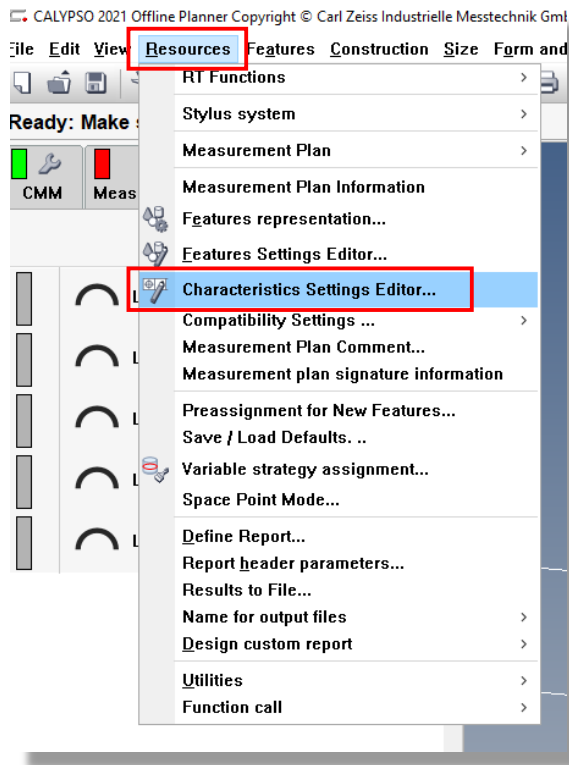 CALYPSO 2021 Offline Planner Copyright © Carl Zeiss Industrielle Messtechnik Gmb
File Edit View Resources Features Construction Size Form and
RT Functions
Ready: Make
Stylus system
Measurement Plan
CMM Meas
Measurement Plan Information
Features representation...
Features Settings Editor...
Characteristics Settings Editor...
Compatibility Settings ...
Measurement Plan Comment...
Measurement plan signature information
Preassignment for New Features...
Save / Load Defaults. ..
Variable strategy assignment...
Space Point Mode...
Define Report...
Report header parameters...
Results to File...
Name for output files
Design custom report
Utilities
Function call